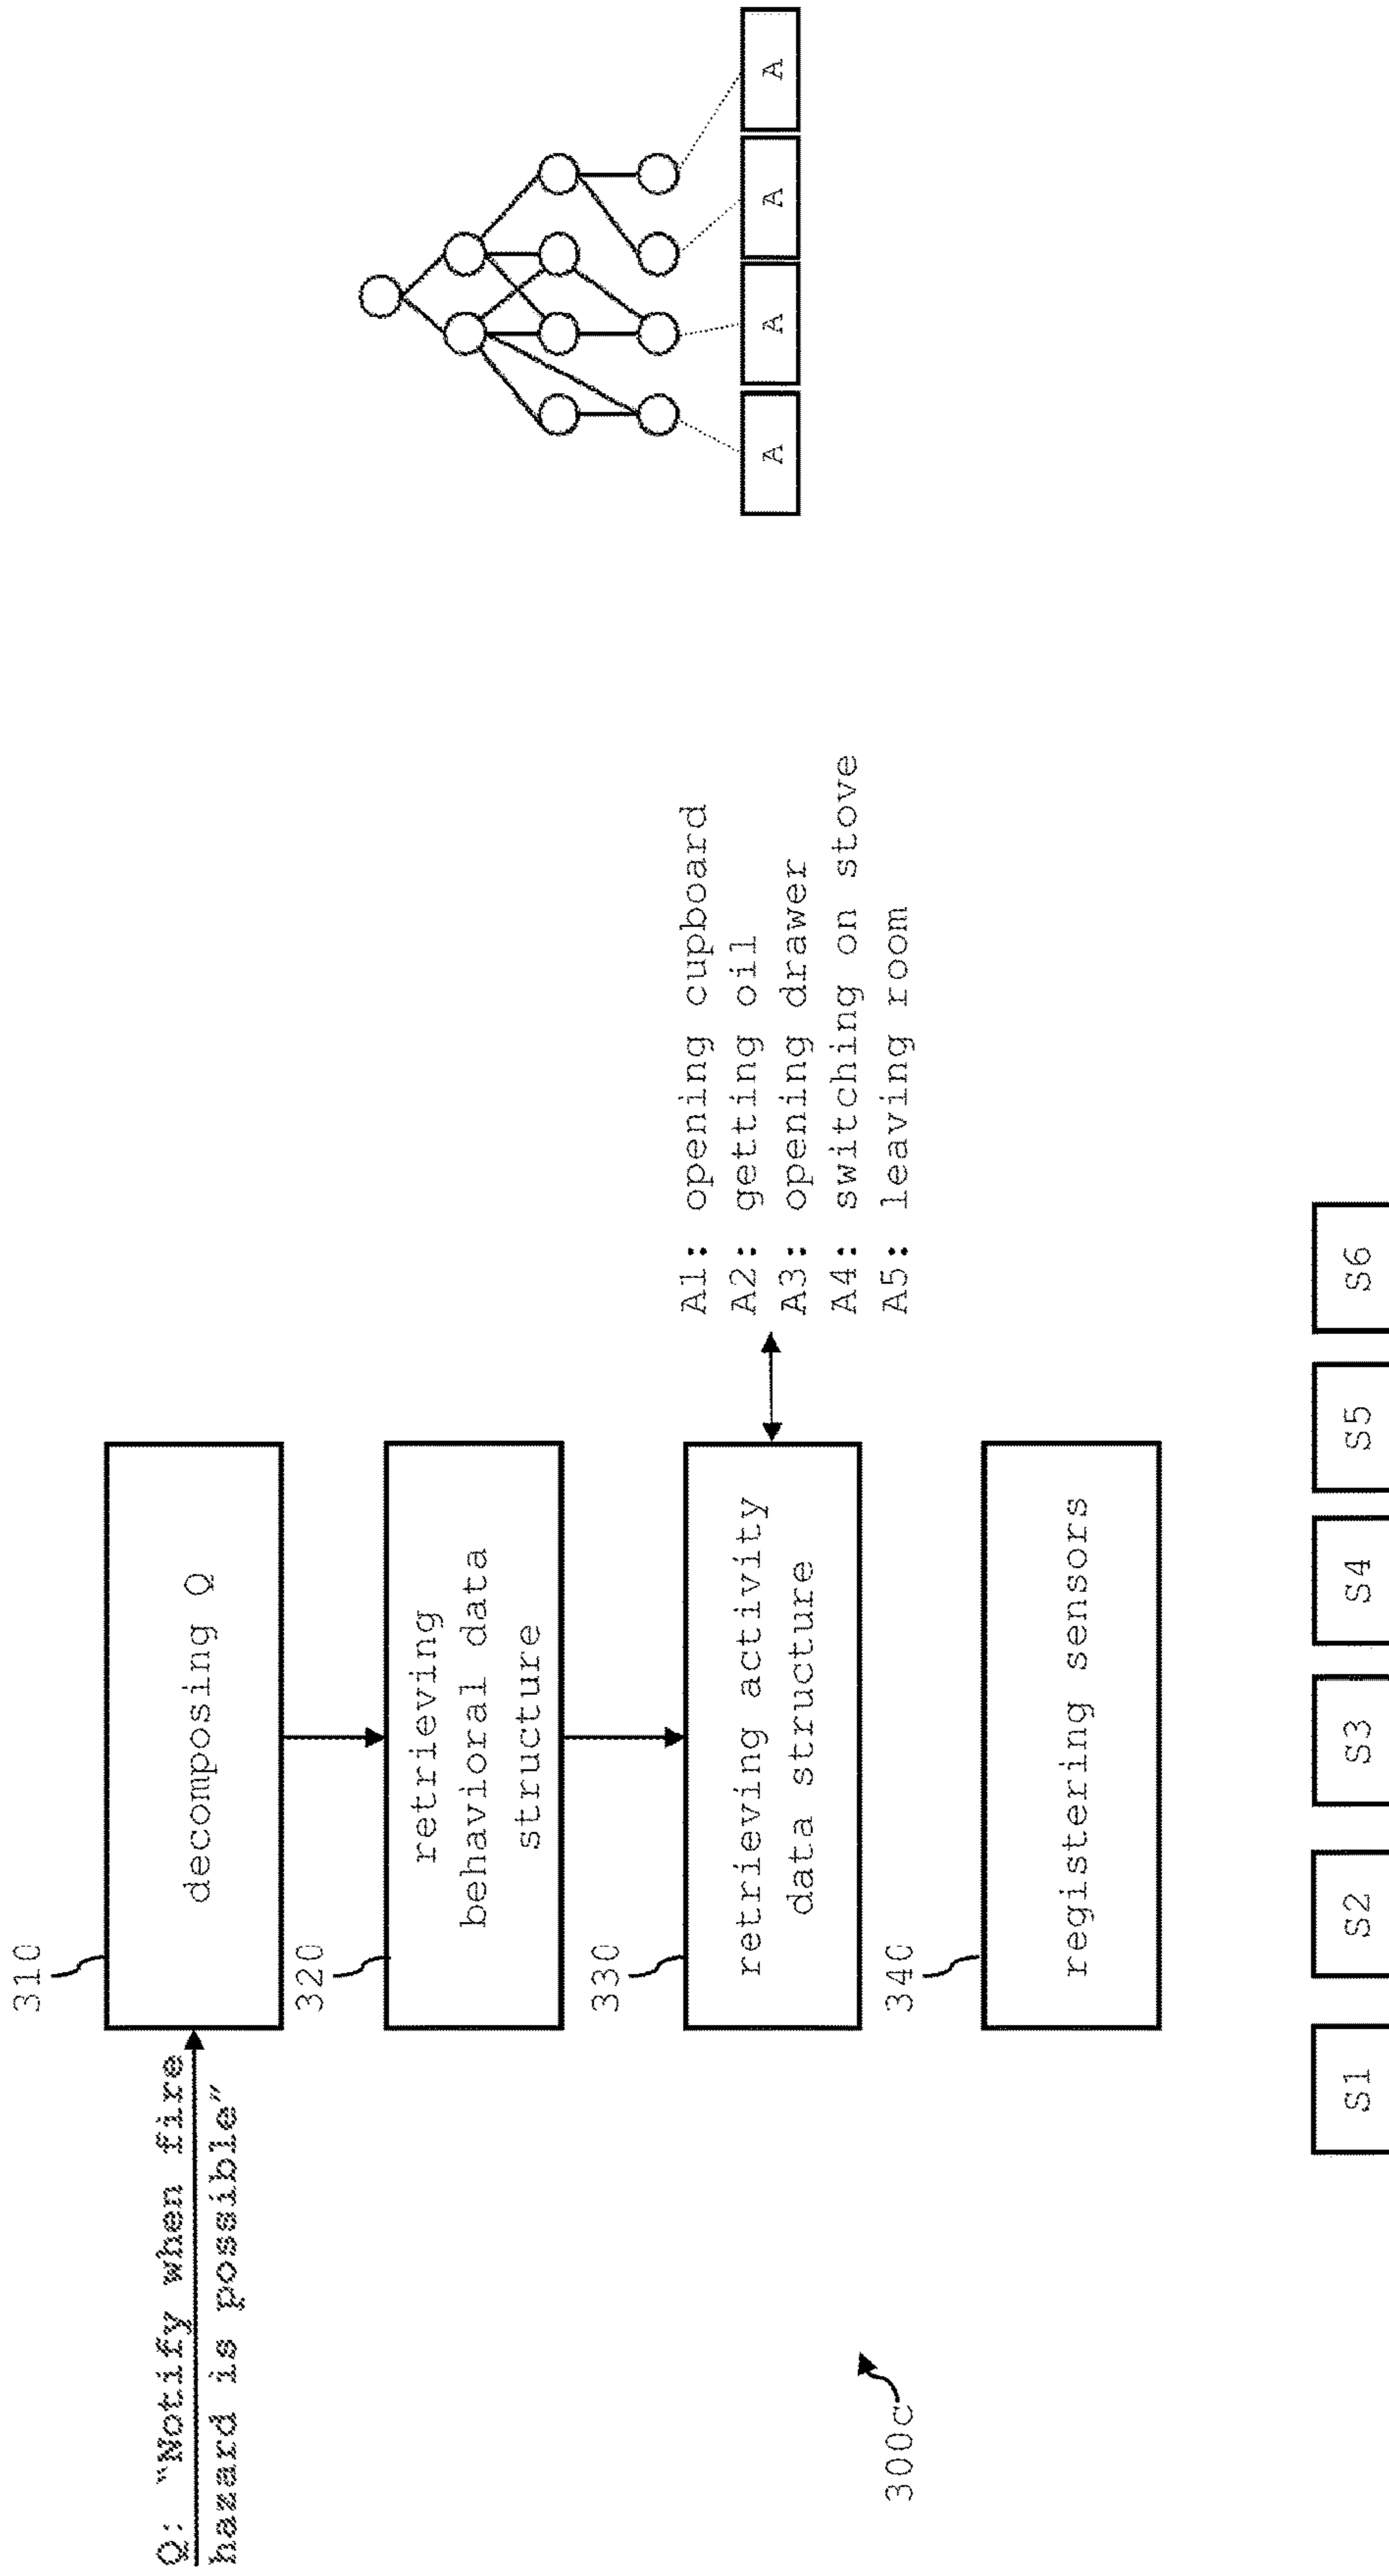 Q: "Notify when fire
hazard is possible"
310
decomposing Q
320
retrieving
behavioral data
structure
330
retrieving activity
data structure
A1: opening cupboard
A2: getting oil
A3: opening drawer
A4: switching on stove
A5: leaving room
A
A
A
A
340
registering sensors
300c
S1
S2
S3
S4
S5
S6